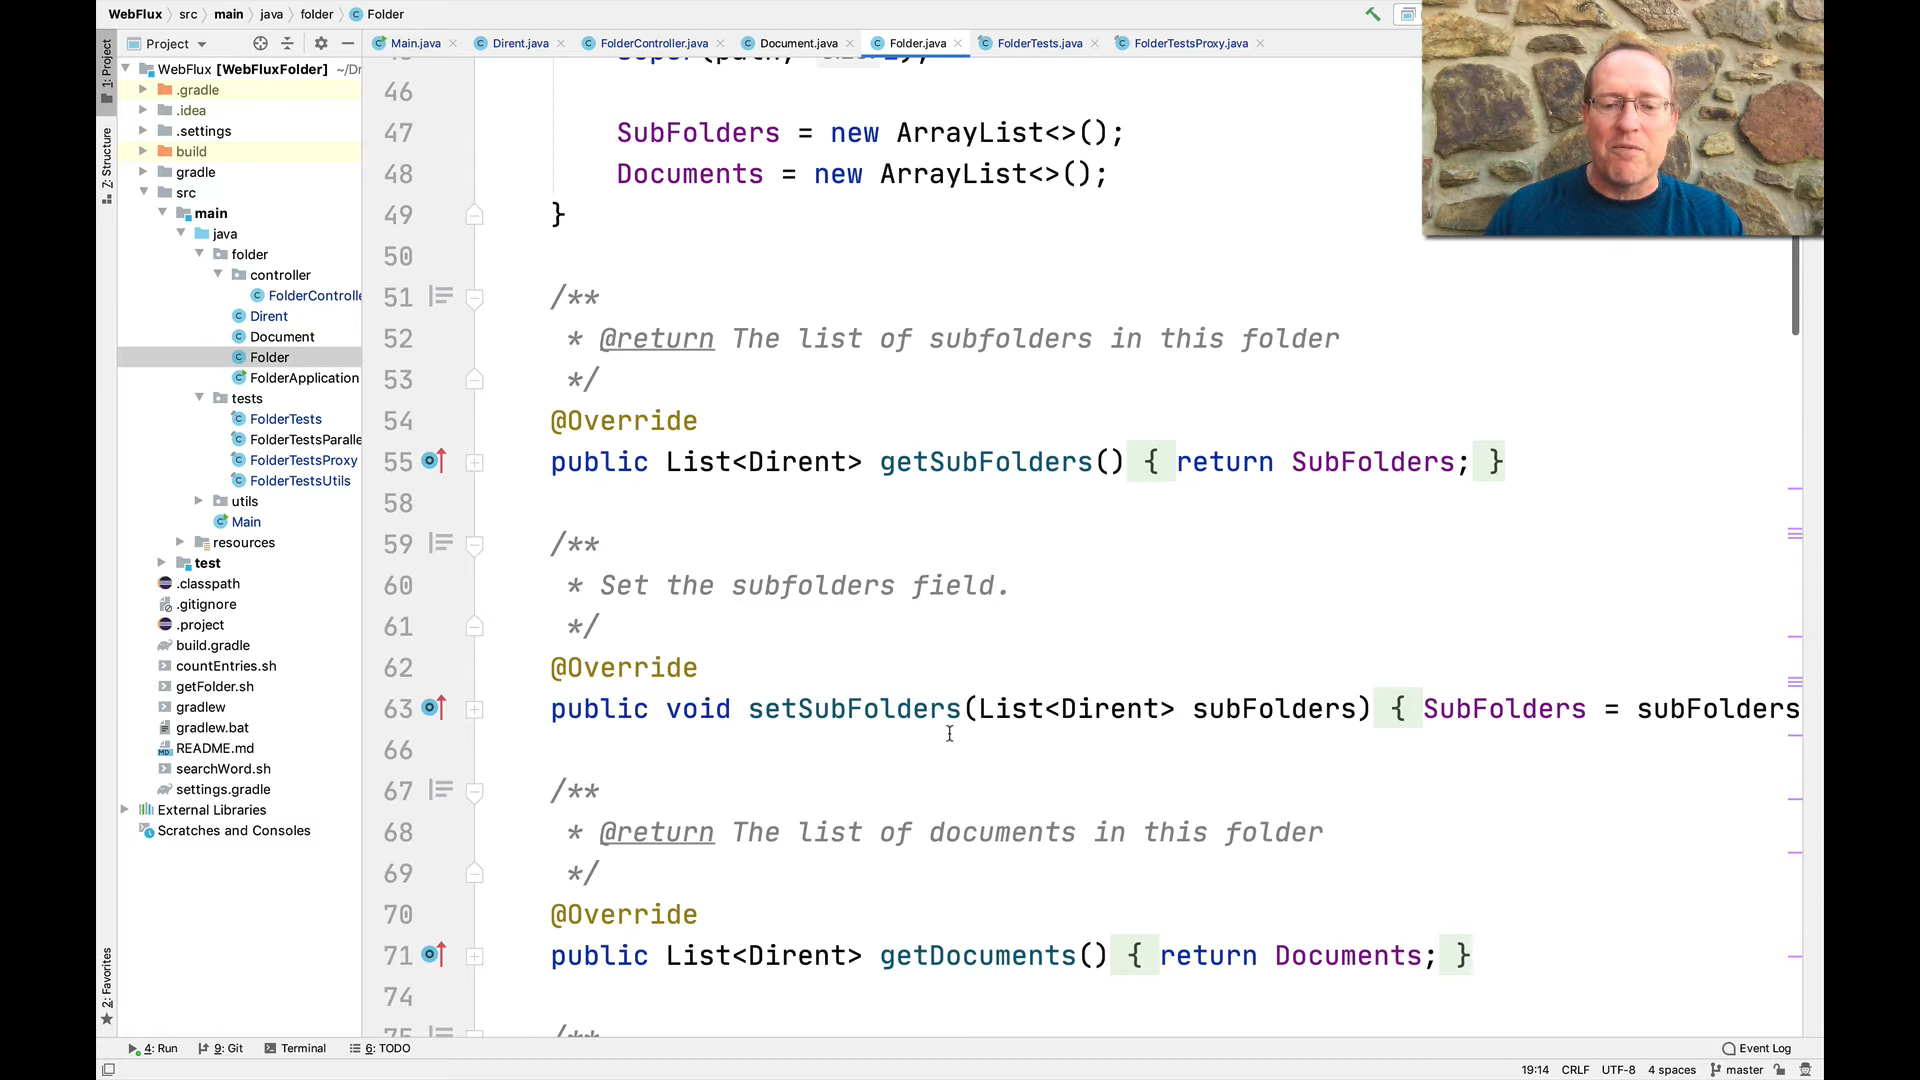 WebFlux src main java folder Folder
Project
Main.java Dirent.java FolderController.java Document.java Folder.java FolderTests.java FolderTestsProxy.java
1: Project
Z: Structure
2: Favorites
WebFlux [WebFluxFolder] ~/Dr
.gradle
.idea
.settings
build
gradle
src
main
java
folder
controller
FolderControlle
Dirent
Document
Folder
FolderApplication
tests
FolderTests
FolderTestsParalle
FolderTestsProxy
FolderTestsUtils
utils
Main
resources
test
.classpath
.gitignore
.project
build.gradle
countEntries.sh
getFolder.sh
gradlew
gradlew.bat
README.md
searchWord.sh
settings.gradle
External Libraries
Scratches and Consoles
46
47 SubFolders = new ArrayList<>();
48 Documents = new ArrayList<>();
49 }
50
51 /**
52 * @return The list of subfolders in this folder
53 */
54 @Override
55 public List<Dirent> getSubFolders() { return SubFolders; }
58
59 /**
60 * Set the subfolders field.
61 */
62 @Override
63 public void setSubFolders(List<Dirent> subFolders) { SubFolders = subFolders
66
67 /**
68 * @return The list of documents in this folder
69 */
70 @Override
71 public List<Dirent> getDocuments() { return Documents; }
74
75 /**
4: Run 9: Git Terminal 6: TODO Event Log
19:14 CRLF UTF-8 4 spaces master